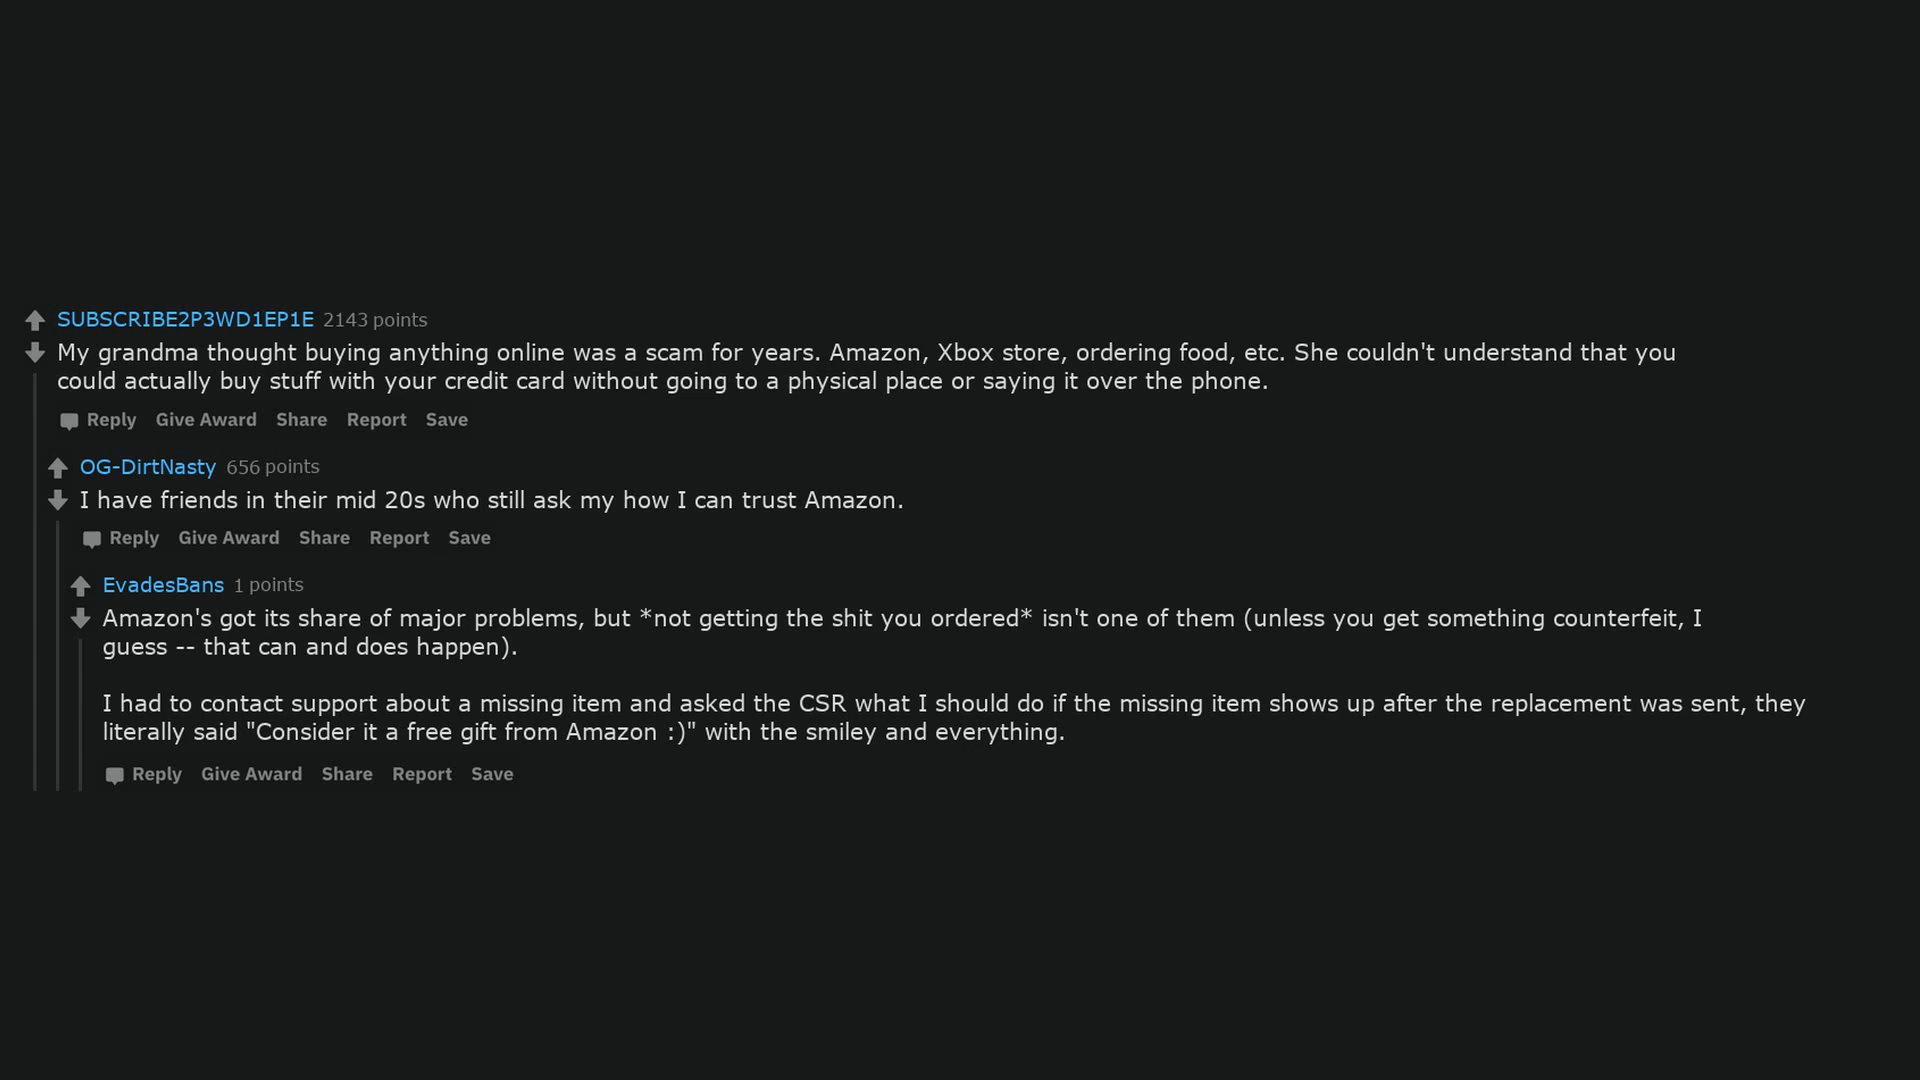 SUBSCRIBE2P3WD1EP1E 2143 points
My grandma thought buying anything online was a scam for years. Amazon, Xbox store, ordering food, etc. She couldn't understand that you
could actually buy stuff with your credit card without going to a physical place or saying it over the phone.
Reply Give Award Share Report Save
OG-DirtNasty 656 points
I have friends in their mid 20s who still ask my how I can trust Amazon.
Reply Give Award Share Report Save
EvadesBans 1 points
Amazon's got its share of major problems, but *not getting the shit you ordered* isn't one of them (unless you get something counterfeit, I
guess -- that can and does happen).
I had to contact support about a missing item and asked the CSR what I should do if the missing item shows up after the replacement was sent, they
literally said "Consider it a free gift from Amazon :)" with the smiley and everything.
Reply Give Award Share Report Save